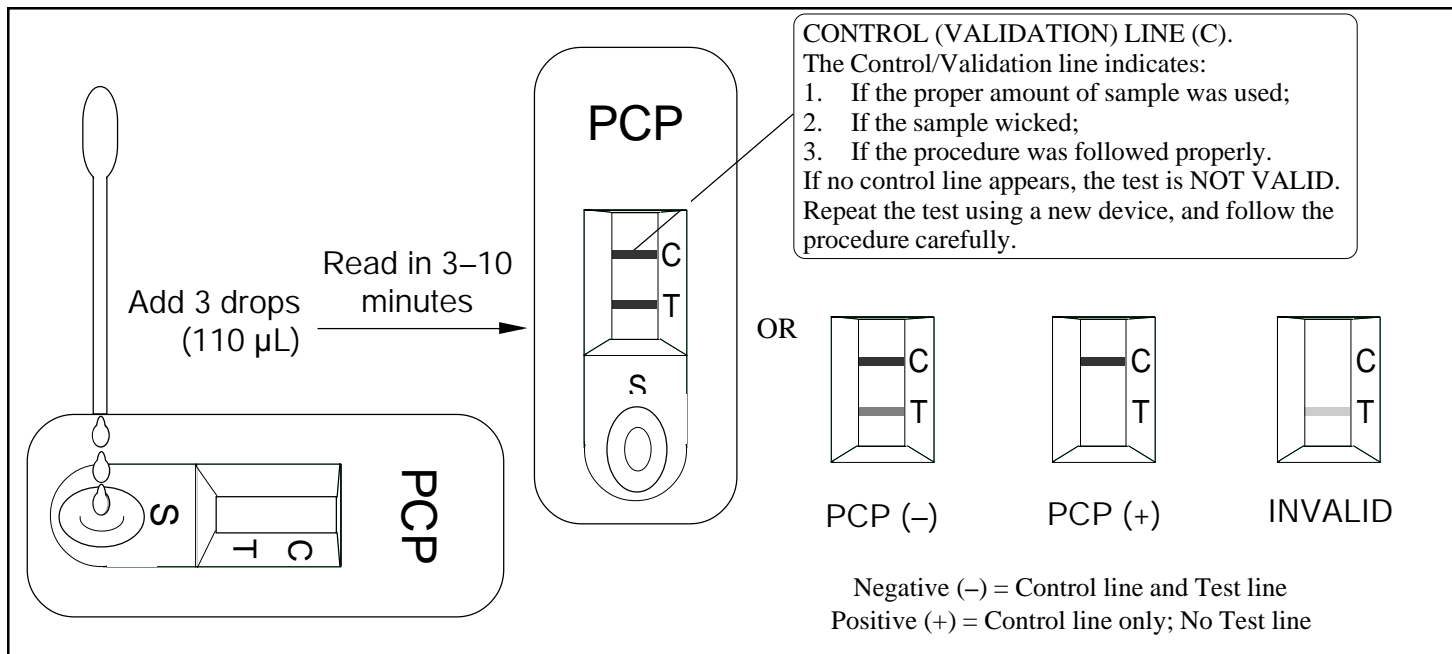 CONTROL (VALIDATION) LINE (C).
The Control/Validation line indicates:
1. If the proper amount of sample was used;
2. If the sample wicked;
3. If the procedure was followed properly.
If no control line appears, the test is NOT VALID.
Repeat the test using a new device, and follow the
procedure carefully.
PCP
C
T
S
Read in 3–10
minutes
Add 3 drops
(110 µL)
S
T
C
PCP
OR
C
T
PCP (–)
C
T
PCP (+)
C
T
INVALID
Negative (–) = Control line and Test line
Positive (+) = Control line only; No Test line